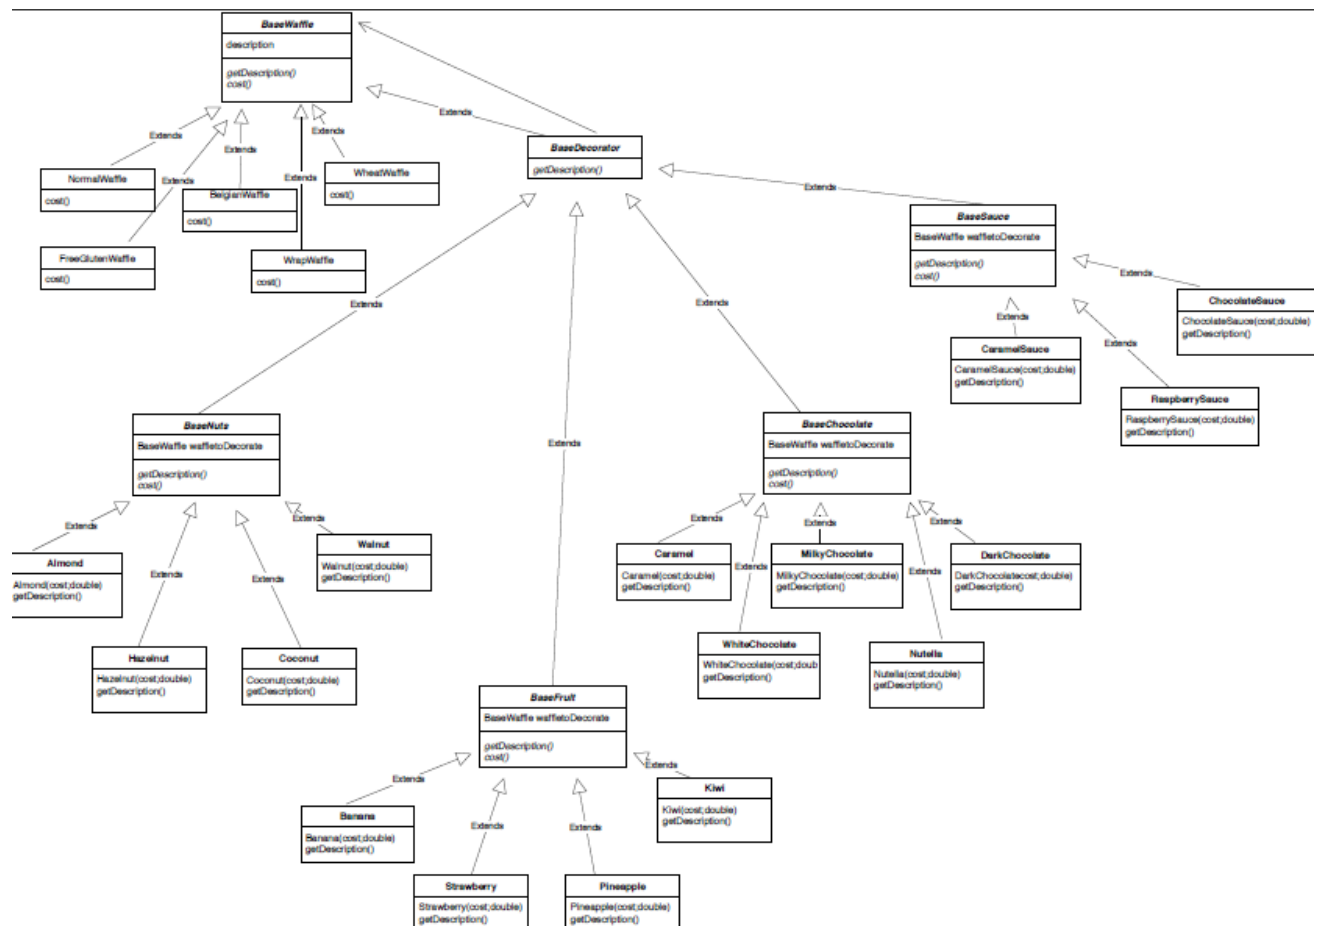 BaseWaffle
description
getDescription()
cost()
Extends
Extends
Extends
Extends
Extends
Extends
NormalWaffle
cost()
BelgianWaffle
cost()
WheatWaffle
cost()
FreeGlutenWaffle
cost()
WrapWaffle
cost()
BaseDecorator
getDescription()
Extends
BaseSauce
BaseWaffle waffletoDecorate
getDescription()
cost()
Extends
Extends
Extends
ChocolateSauce
ChocolateSauce(cost;double)
getDescription()
CaramelSauce
CaramelSauce(cost;double)
getDescription()
RaspberrySauce
RaspberrySauce(cost;double)
getDescription()
Extends
Extends
Extends
BaseNuts
BaseWaffle waffletoDecorate
getDescription()
cost()
Extends
Extends
Extends
Extends
Almond
Almond(cost;double)
getDescription()
Walnut
Walnut(cost;double)
getDescription()
Hazelnut
Hazelnut(cost;double)
getDescription()
Coconut
Coconut(cost;double)
getDescription()
BaseChocolate
BaseWaffle waffletoDecorate
getDescription()
cost()
Extends
Extends
Extends
Extends
Extends
Caramel
Caramel(cost;double)
getDescription()
MilkyChocolate
MilkyChocolate(cost;double)
getDescription()
DarkChocolate
DarkChocolatecost;double)
getDescription()
WhiteChocolate
WhiteChocolate(cost;doub
getDescription()
Nutella
Nutella(cost;double)
getDescription()
BaseFruit
BaseWaffle waffletoDecorate
getDescription()
cost()
Extends
Extends
Extends
Extends
Banana
Banana(cost;double)
getDescription()
Kiwi
Kiwi(cost;double)
getDescription()
Strawberry
Strawberry(cost;double)
getDescription()
Pineapple
Pineapple(cost;double)
getDescription()